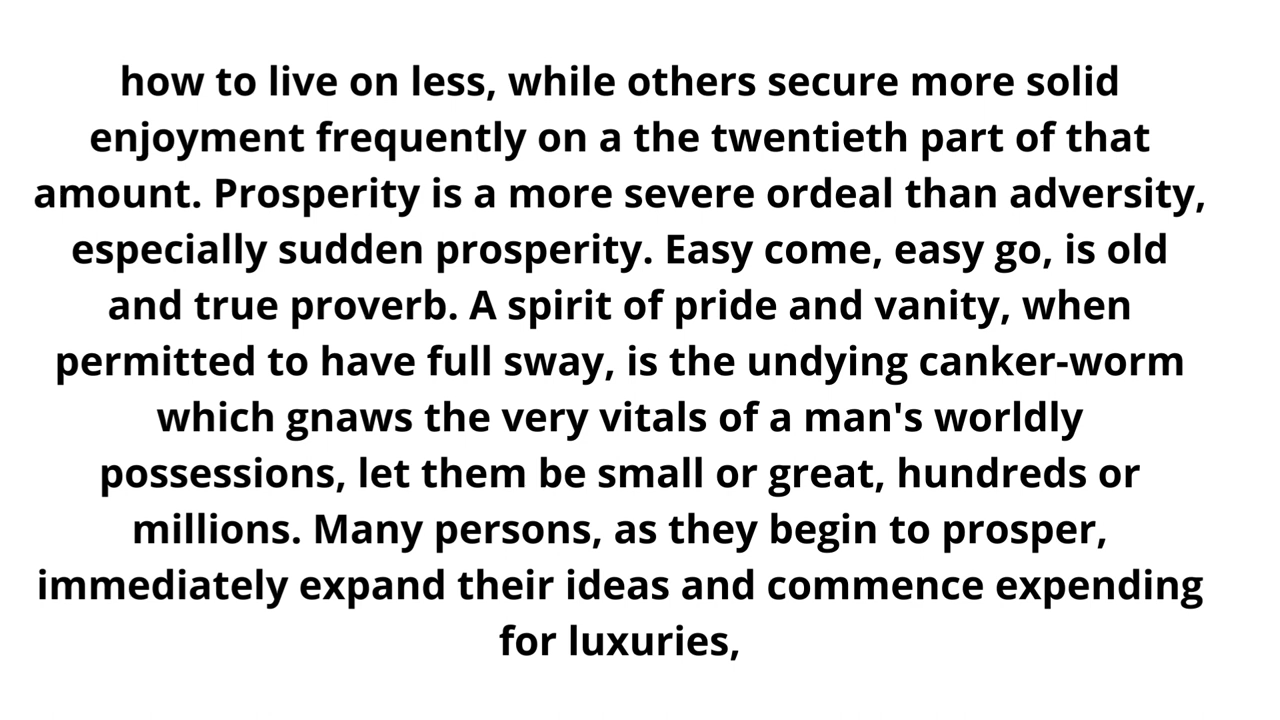 how to live on less, while others secure more solid
enjoyment frequently on a the twentieth part of that
amount. Prosperity is a more severe ordeal than adversity,
especially sudden prosperity. Easy come, easy go, is old
and true proverb. A spirit of pride and vanity, when
permitted to have full sway, is the undying canker-worm
which gnaws the very vitals of a man's worldly
possessions, let them be small or great, hundreds or
millions. Many persons, as they begin to prosper,
immediately expand their ideas and commence expending
for luxuries,